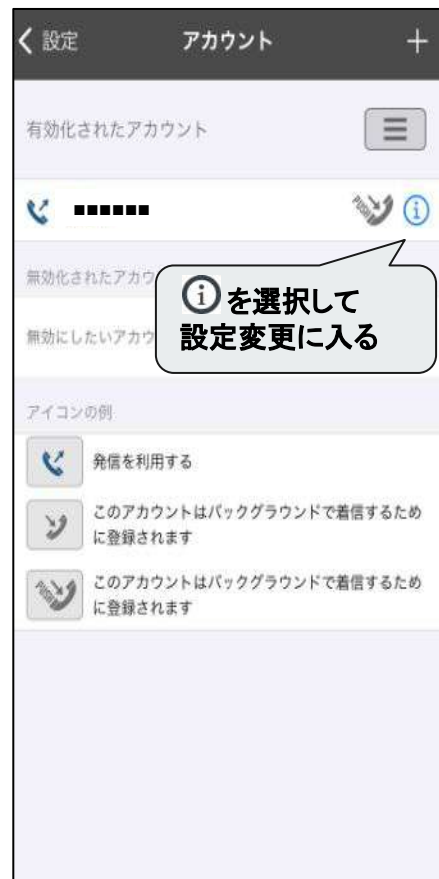 設定 アカウント +
有効化されたアカウント
■■■■■■ PUSH
無効化されたアカウ
ⓘを選択して
設定変更に入る
無効にしたいアカウ
アイコンの例
発信を利用する
このアカウントはバックグラウンドで着信するため
に登録されます
PUSH
このアカウントはバックグラウンドで着信するため
に登録されます